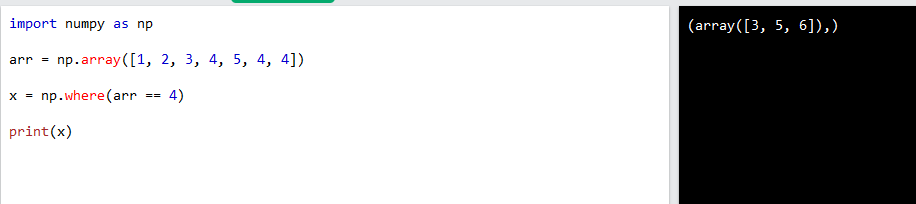 import numpy as np
arr = np.array([1, 2, 3, 4, 5, 4, 4])
x = np.where(arr == 4)
print(x)
(array([3, 5, 6]),)